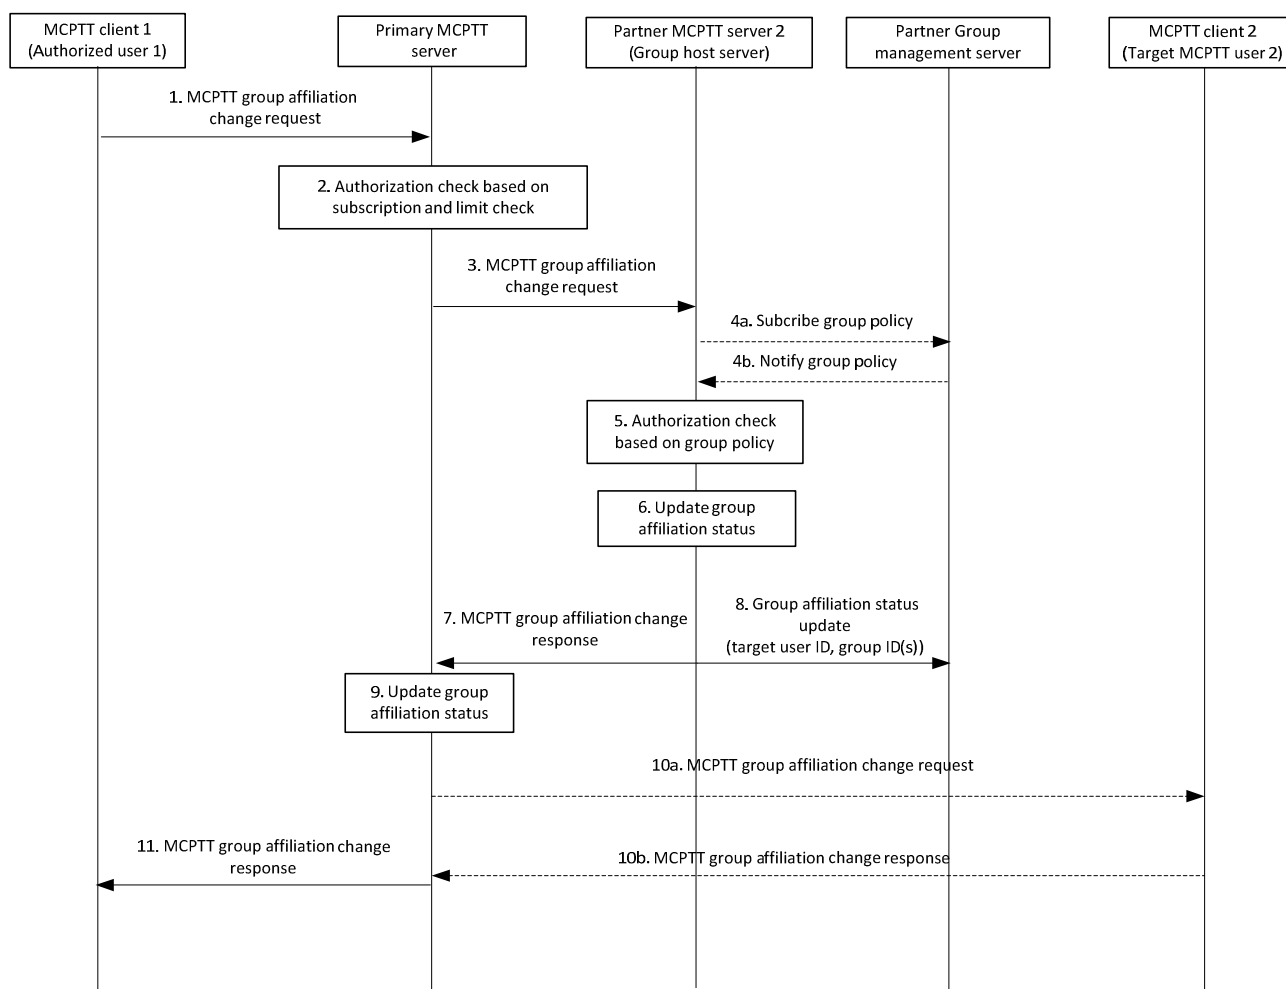 MCPTT client 1
(Authorized user 1)
Primary MCPTT
server
Partner MCPTT server 2
(Group host server)
Partner Group
management server
MCPTT client 2
(Target MCPTT user 2)
1. MCPTT group affiliation
change request
2. Authorization check based on
subscription and limit check
3. MCPTT group affiliation
change request
4a. Subcribe group policy
4b. Notify group policy
5. Authorization check
based on group policy
6. Update group
affiliation status
7. MCPTT group affiliation change
response
8. Group affiliation status
update
(target user ID, group ID(s))
9. Update group
affiliation status
10a. MCPTT group affiliation change request
11. MCPTT group affiliation change
response
10b. MCPTT group affiliation change response